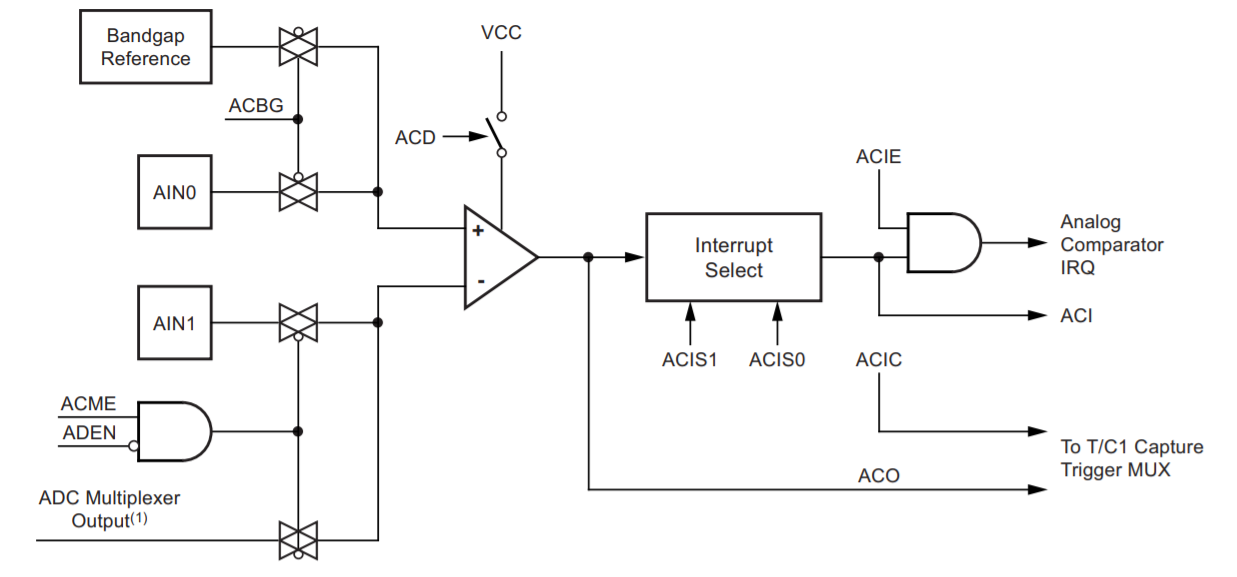 Bandgap
Reference
VCC
ACBG
ACD
AIN0
ACIE
+
-
Interrupt
Select
Analog
Comparator
IRQ
AIN1
ACI
ACIS1
ACIS0
ACIC
ACME
ADEN
To T/C1 Capture
Trigger MUX
ACO
ADC Multiplexer
Output(1)